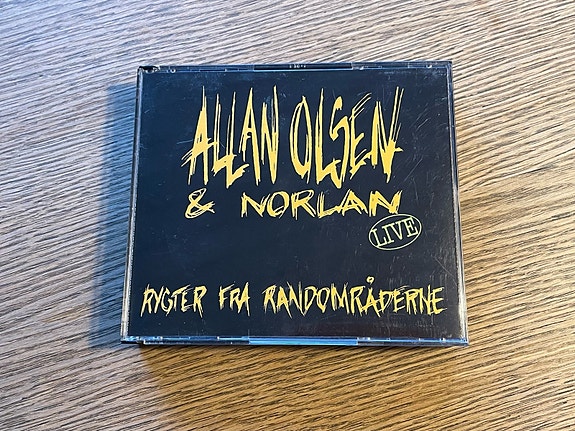 ALLAN OLSEN
& NORLAN
LIVE
RYGTER FRA RANDOMRÅDERNE